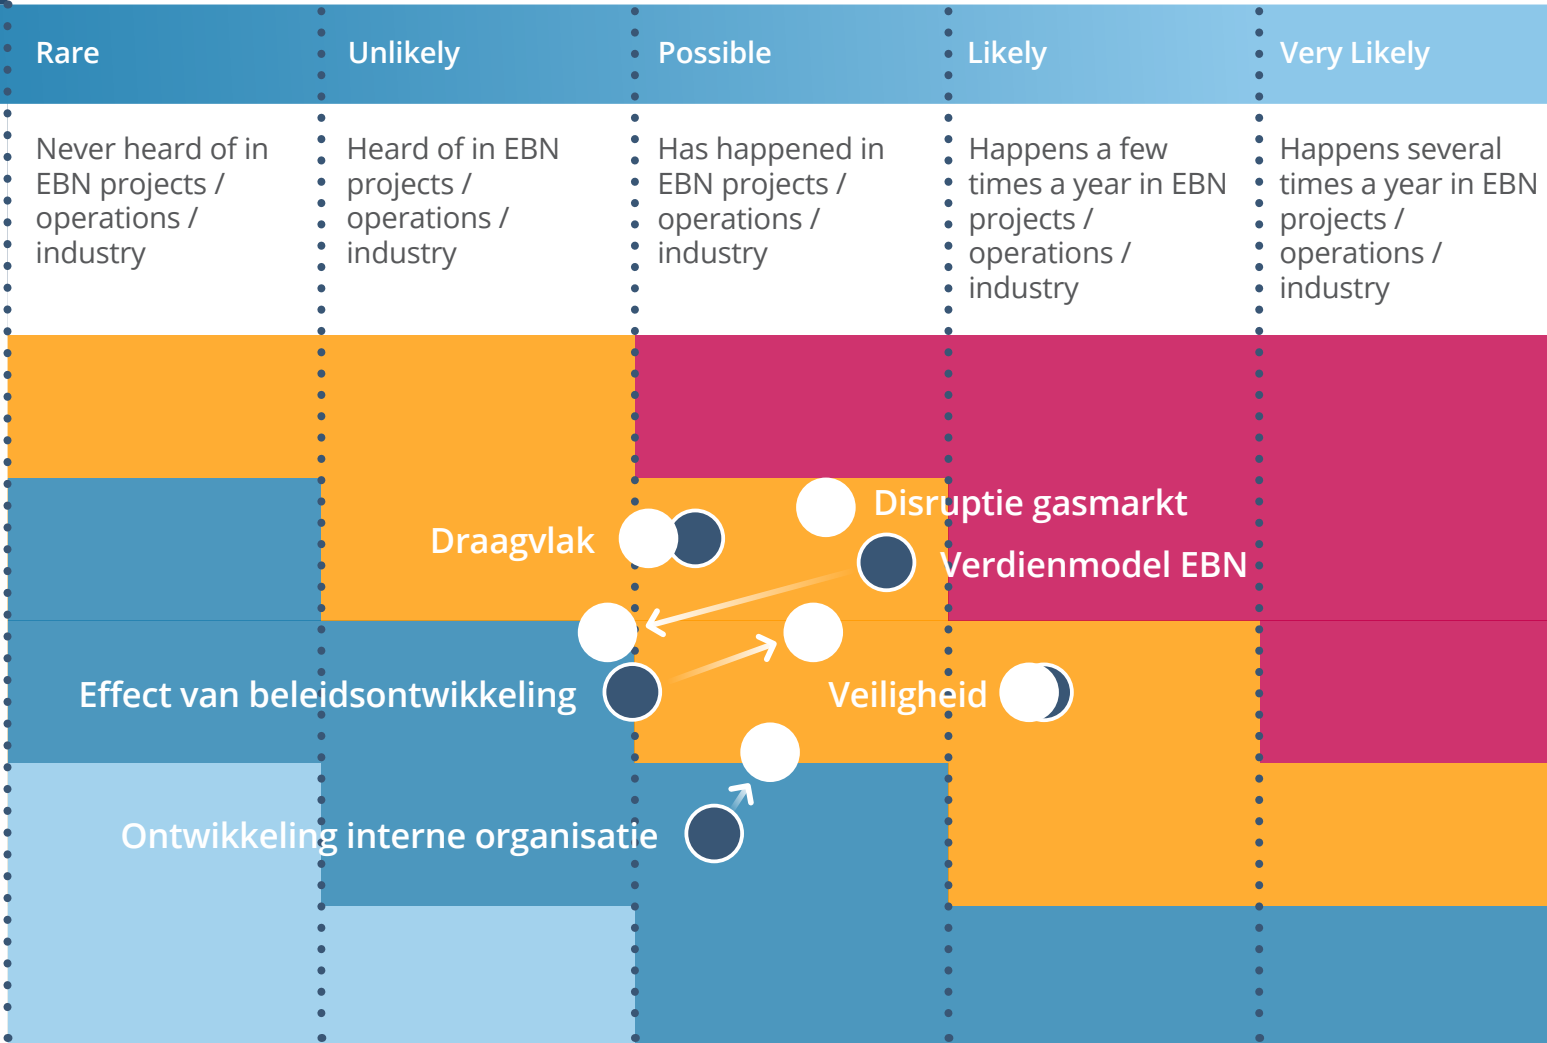 Rare
Unlikely
Possible
Likely
Very Likely
Never heard of in
EBN projects /
operations /
industry
Heard of in EBN
projects /
operations /
industry
Has happened in
EBN projects /
operations /
industry
Happens a few
times a year in EBN
projects /
operations /
industry
Happens several
times a year in EBN
projects /
operations /
industry
Disruptie gasmarkt
Draagvlak
Verdienmodel EBN
Effect van beleidsontwikkeling
Veiligheid
Ontwikkeling interne organisatie